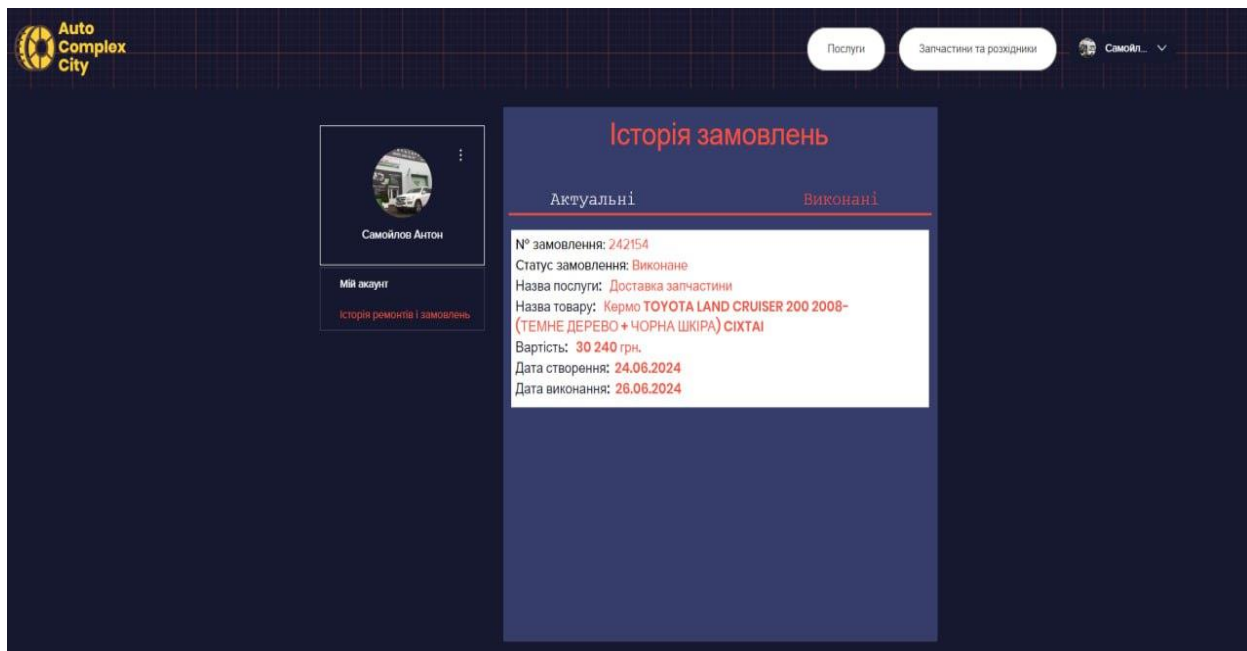 Auto
Complex
City
Послуги
Запчастини та розхідники
Самойл...
Самойлов Антон
Мій акаунт
Історія ремонтів і замовлень
Історія замовлень
Актуальні
Виконані
№ замовлення: 242154
Статус замовлення: Виконане
Назва послуги: Доставка запчастини
Назва товару: Кермо TOYOTA LAND CRUISER 200 2008-
(ТЕМНЕ ДЕРЕВО + ЧОРНА ШКІРА) CIXTAI
Вартість: 30 240 грн.
Дата створення: 24.06.2024
Дата виконання: 26.06.2024